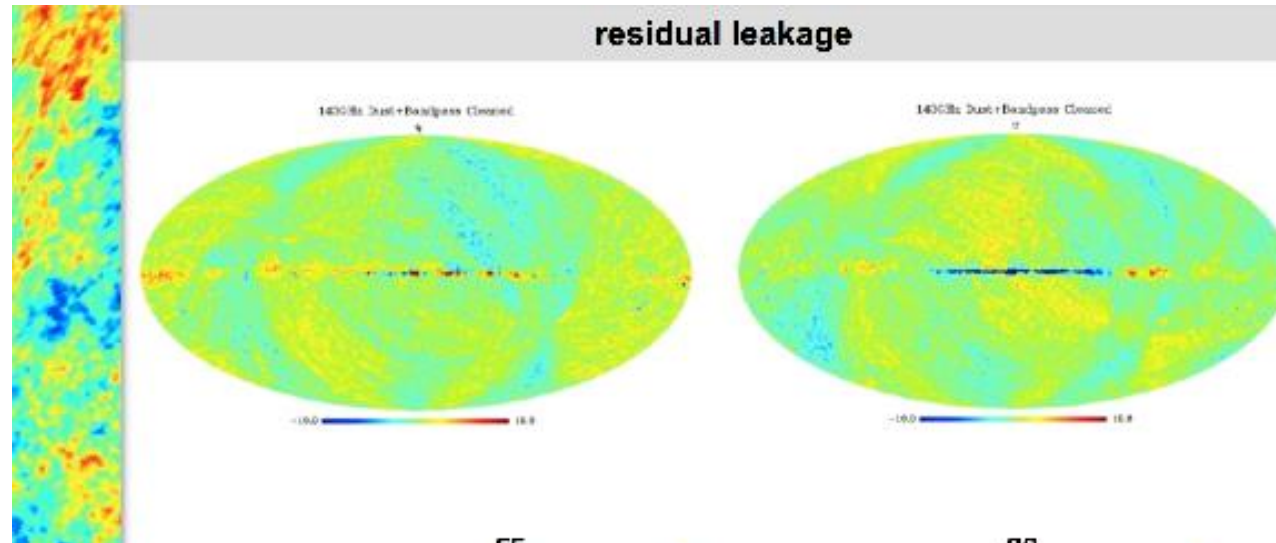 residual leakage
143GHz Dust+Bandpass Cleaned
Q
143GHz Dust+Bandpass Cleaned
U
-10.0 10.0
-10.0 10.0